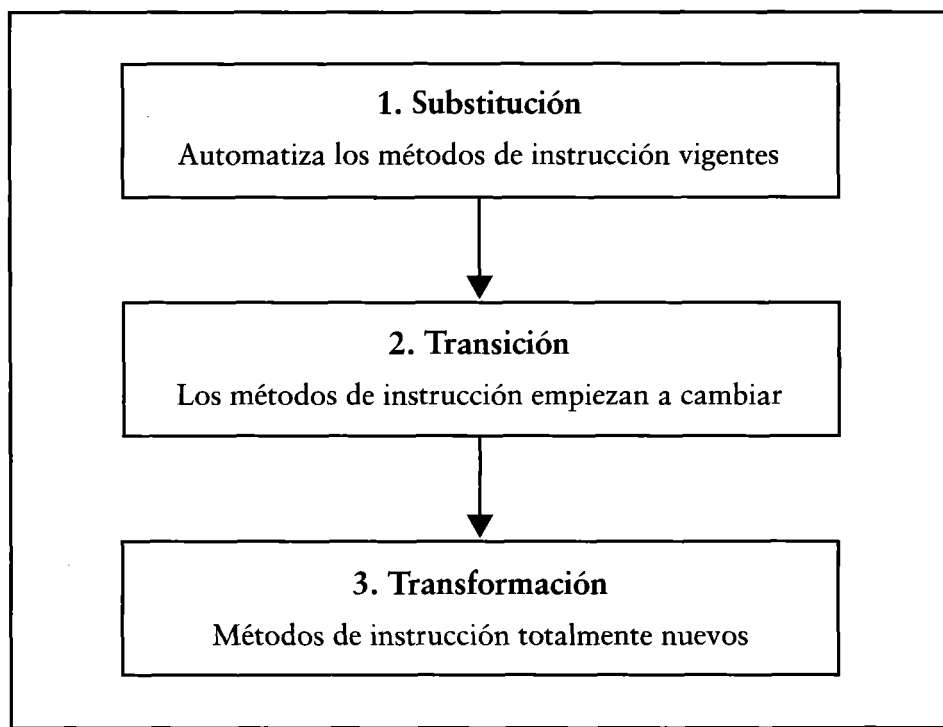 1. Substitución
Automatiza los métodos de instrucción vigentes
2. Transición
Los métodos de instrucción empiezan a cambiar
3. Transformación
Métodos de instrucción totalmente nuevos